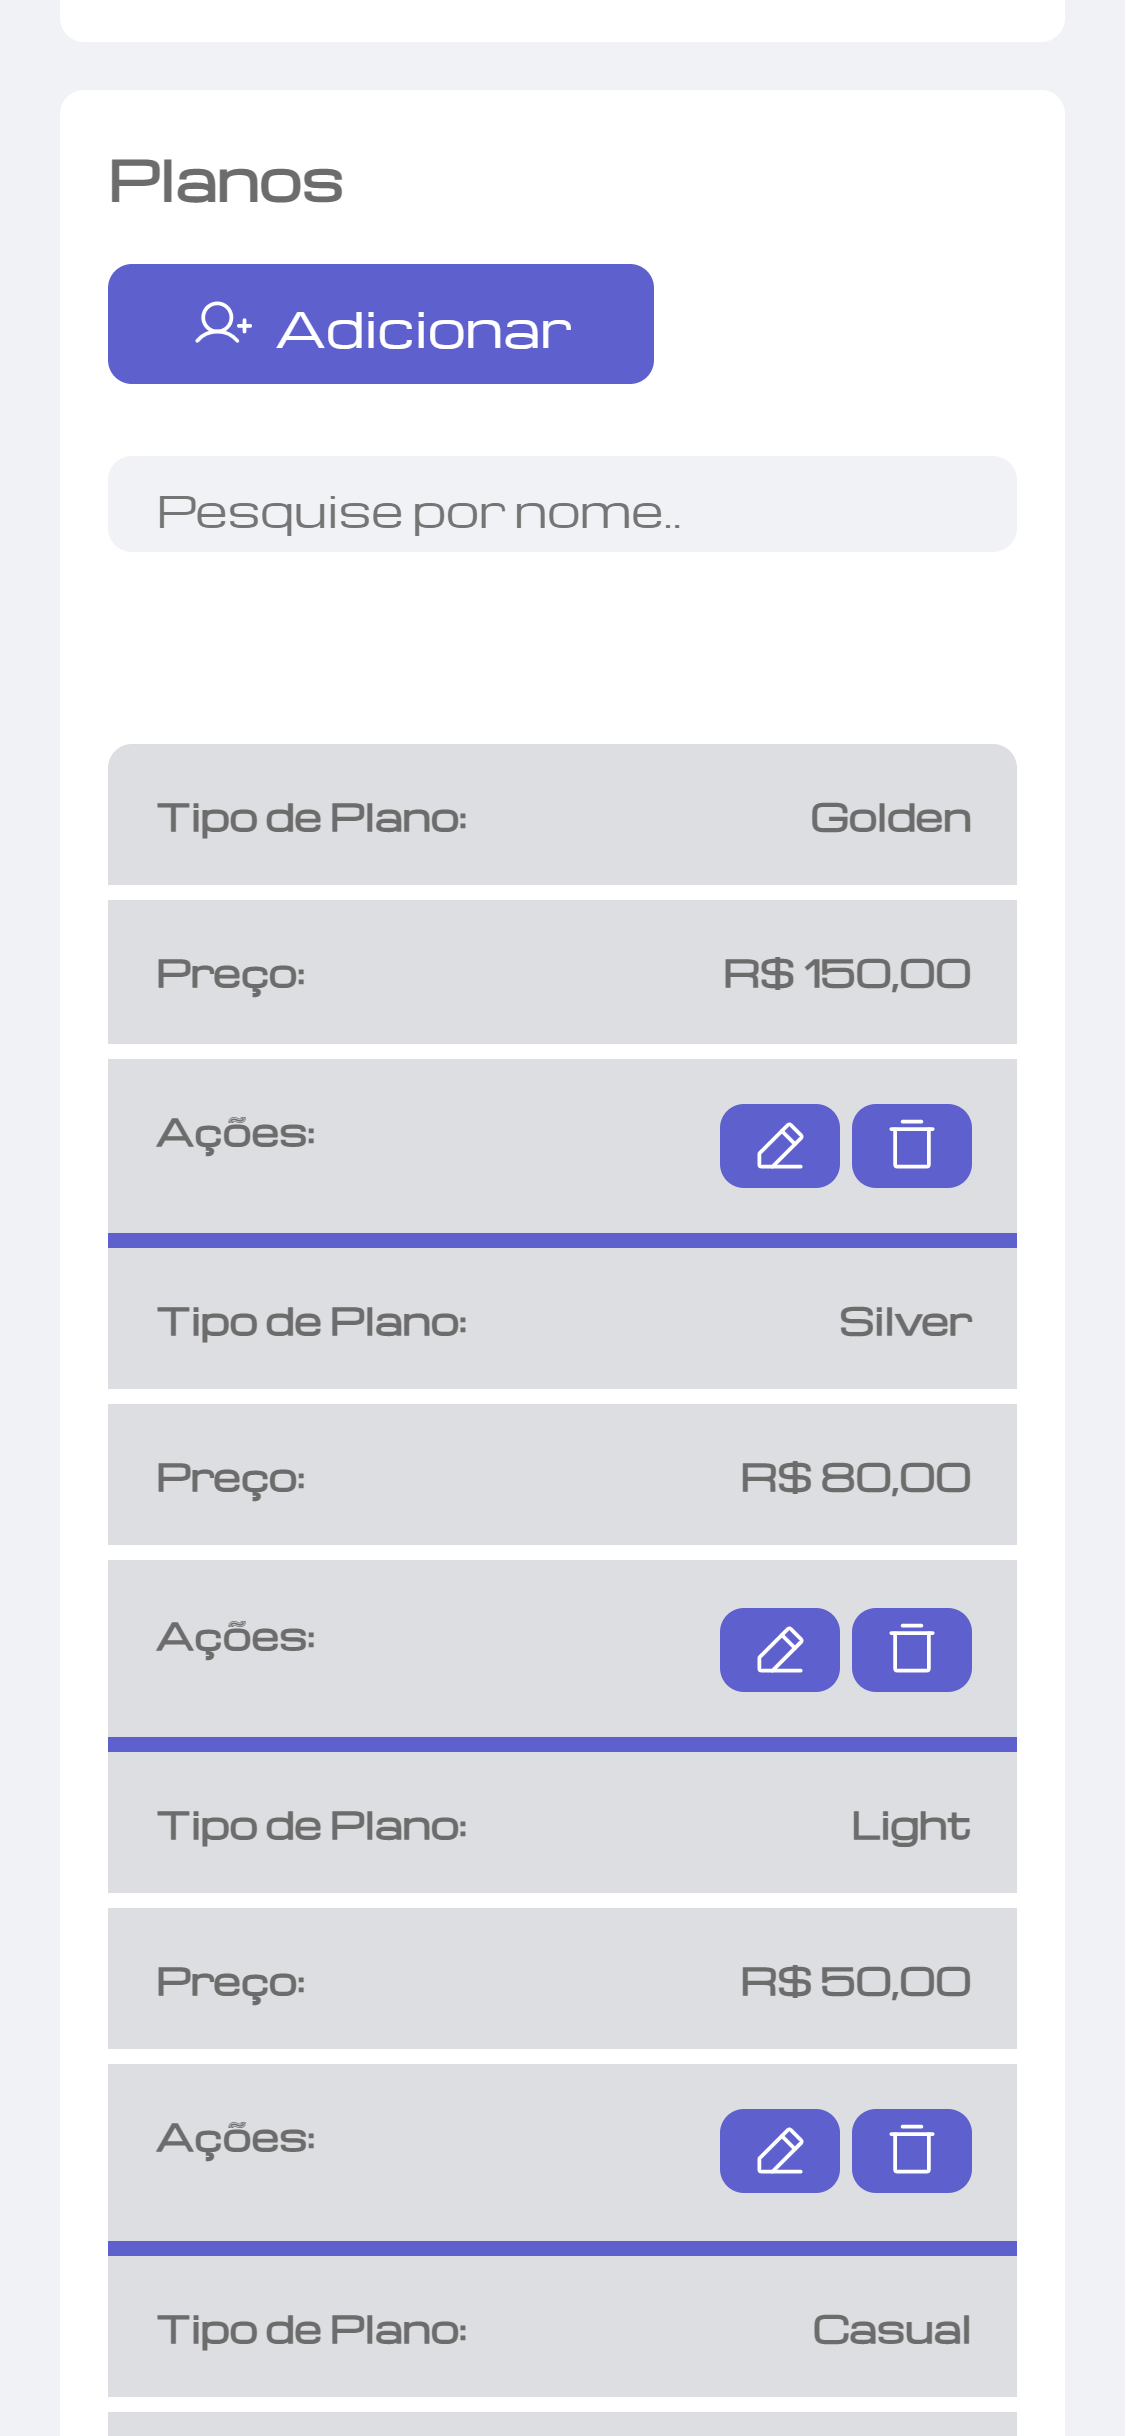 Planos
Adicionar
Pesquise por nome..
Tipo de Plano: Golden
Preço: R$ 150,00
Ações:
Tipo de Plano: Silver
Preço: R$ 80,00
Ações:
Tipo de Plano: Light
Preço: R$ 50,00
Ações:
Tipo de Plano: Casual